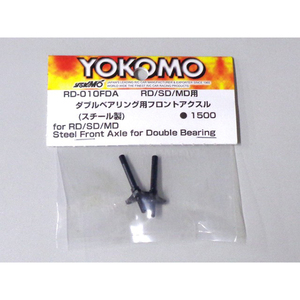 YOKOMO
RD-010FDA RD/SD/MD用
ダブルベアリング用フロントアクスル
(スチール製) ●1500
for RD/SD/MD
Steel Front Axle for Double Bearing